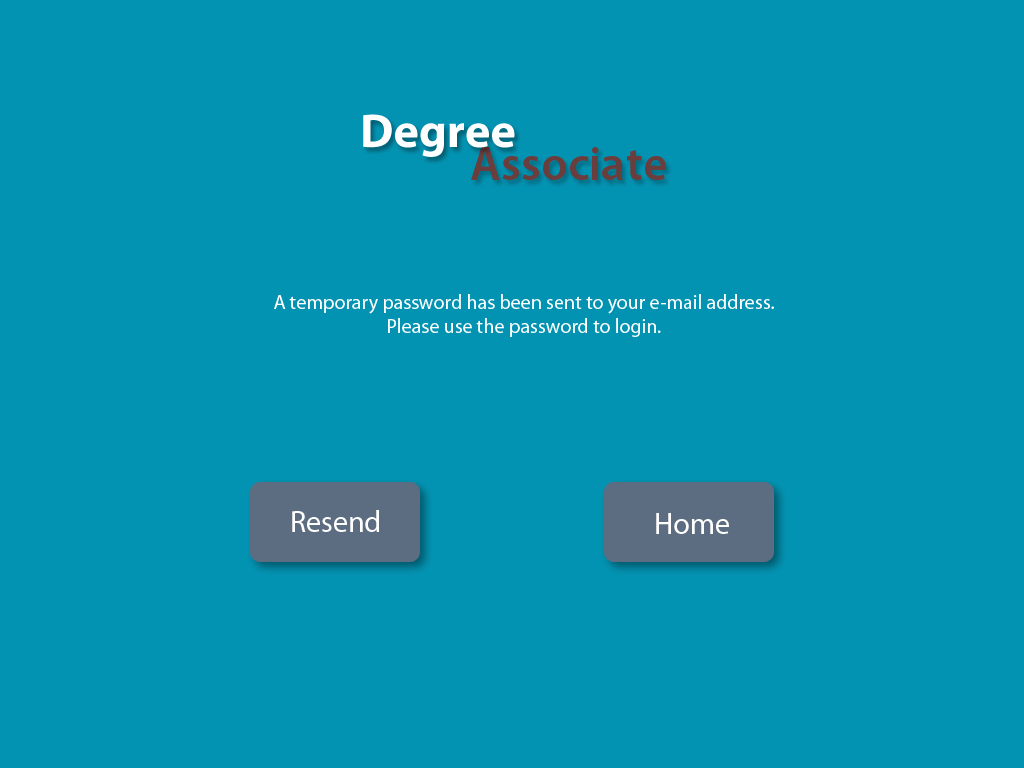 Degree
Associate
A temporary password has been sent to your e-mail address.
Please use the password to login.
Resend
Home